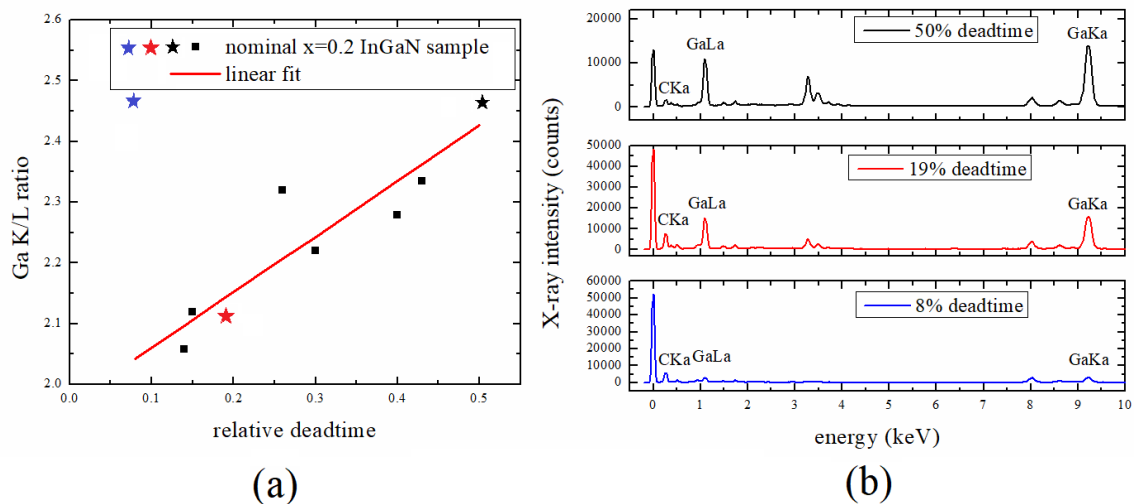 2.6
2.5
2.4
2.3
2.2
2.1
2.0
Ga K/L ratio
nominal x=0.2 InGaN sample
linear fit
0.0 0.1 0.2 0.3 0.4 0.5
relative deadtime
(a)
X-ray intensity (counts)
20000
10000
0
50% deadtime
CKa
GaLa
GaKa
50000
40000
30000
20000
10000
0
19% deadtime
CKa
GaLa
GaKa
60000
50000
40000
30000
20000
10000
0
8% deadtime
CKa
GaLa
GaKa
0 1 2 3 4 5 6 7 8 9 10
energy (keV)
(b)